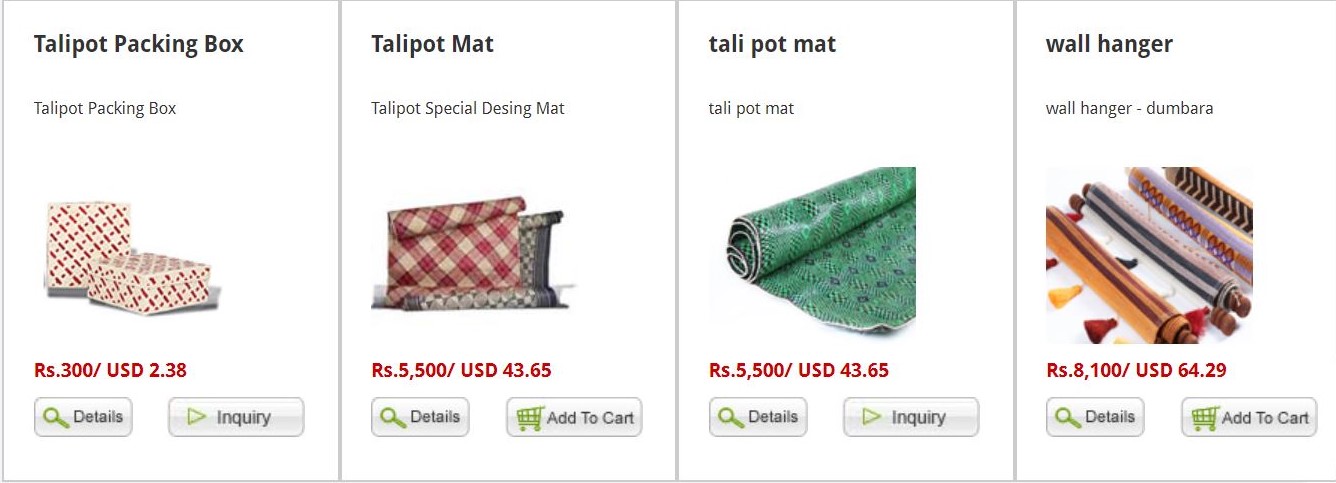 Talipot Packing Box
Talipot Packing Box
Rs.300/ USD 2.38
Details
Inquiry
Talipot Mat
Talipot Special Desing Mat
Rs.5,500/ USD 43.65
Details
Add To Cart
tali pot mat
tali pot mat
Rs.5,500/ USD 43.65
Details
Inquiry
wall hanger
wall hanger - dumbara
Rs.8,100/ USD 64.29
Details
Add To Cart